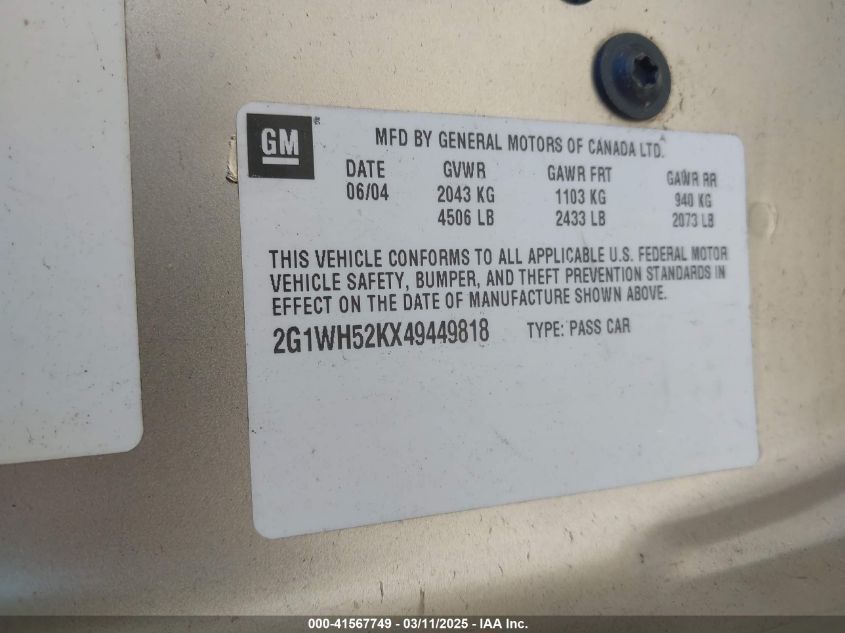 GM
MFD BY GENERAL MOTORS OF CANADA LTD.
DATE GVWR GAWR FRT GAWR RR
06/04 2043 KG 1103 KG 940 KG
4506 LB 2433 LB 2073 LB
THIS VEHICLE CONFORMS TO ALL APPLICABLE U.S. FEDERAL MOTOR
VEHICLE SAFETY, BUMPER, AND THEFT PREVENTION STANDARDS IN
EFFECT ON THE DATE OF MANUFACTURE SHOWN ABOVE.
2G1WH52KX49449818 TYPE: PASS CAR
000-41567749 - 03/11/2025 - IAA Inc.